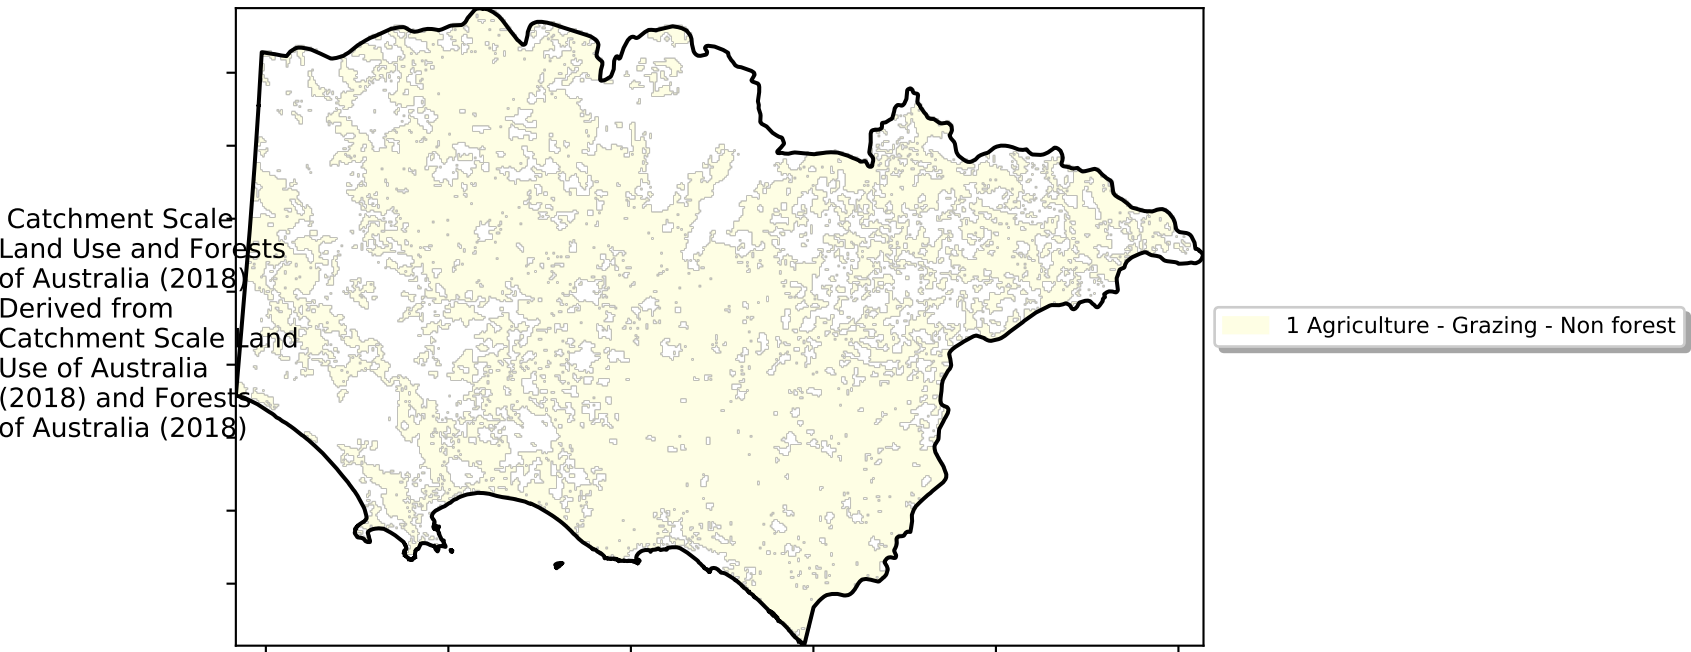 Catchment Scale
Land Use and Forests
of Australia (2018)
Derived from
Catchment Scale Land
Use of Australia
(2018) and Forests
of Australia (2018)
1 Agriculture - Grazing - Non forest